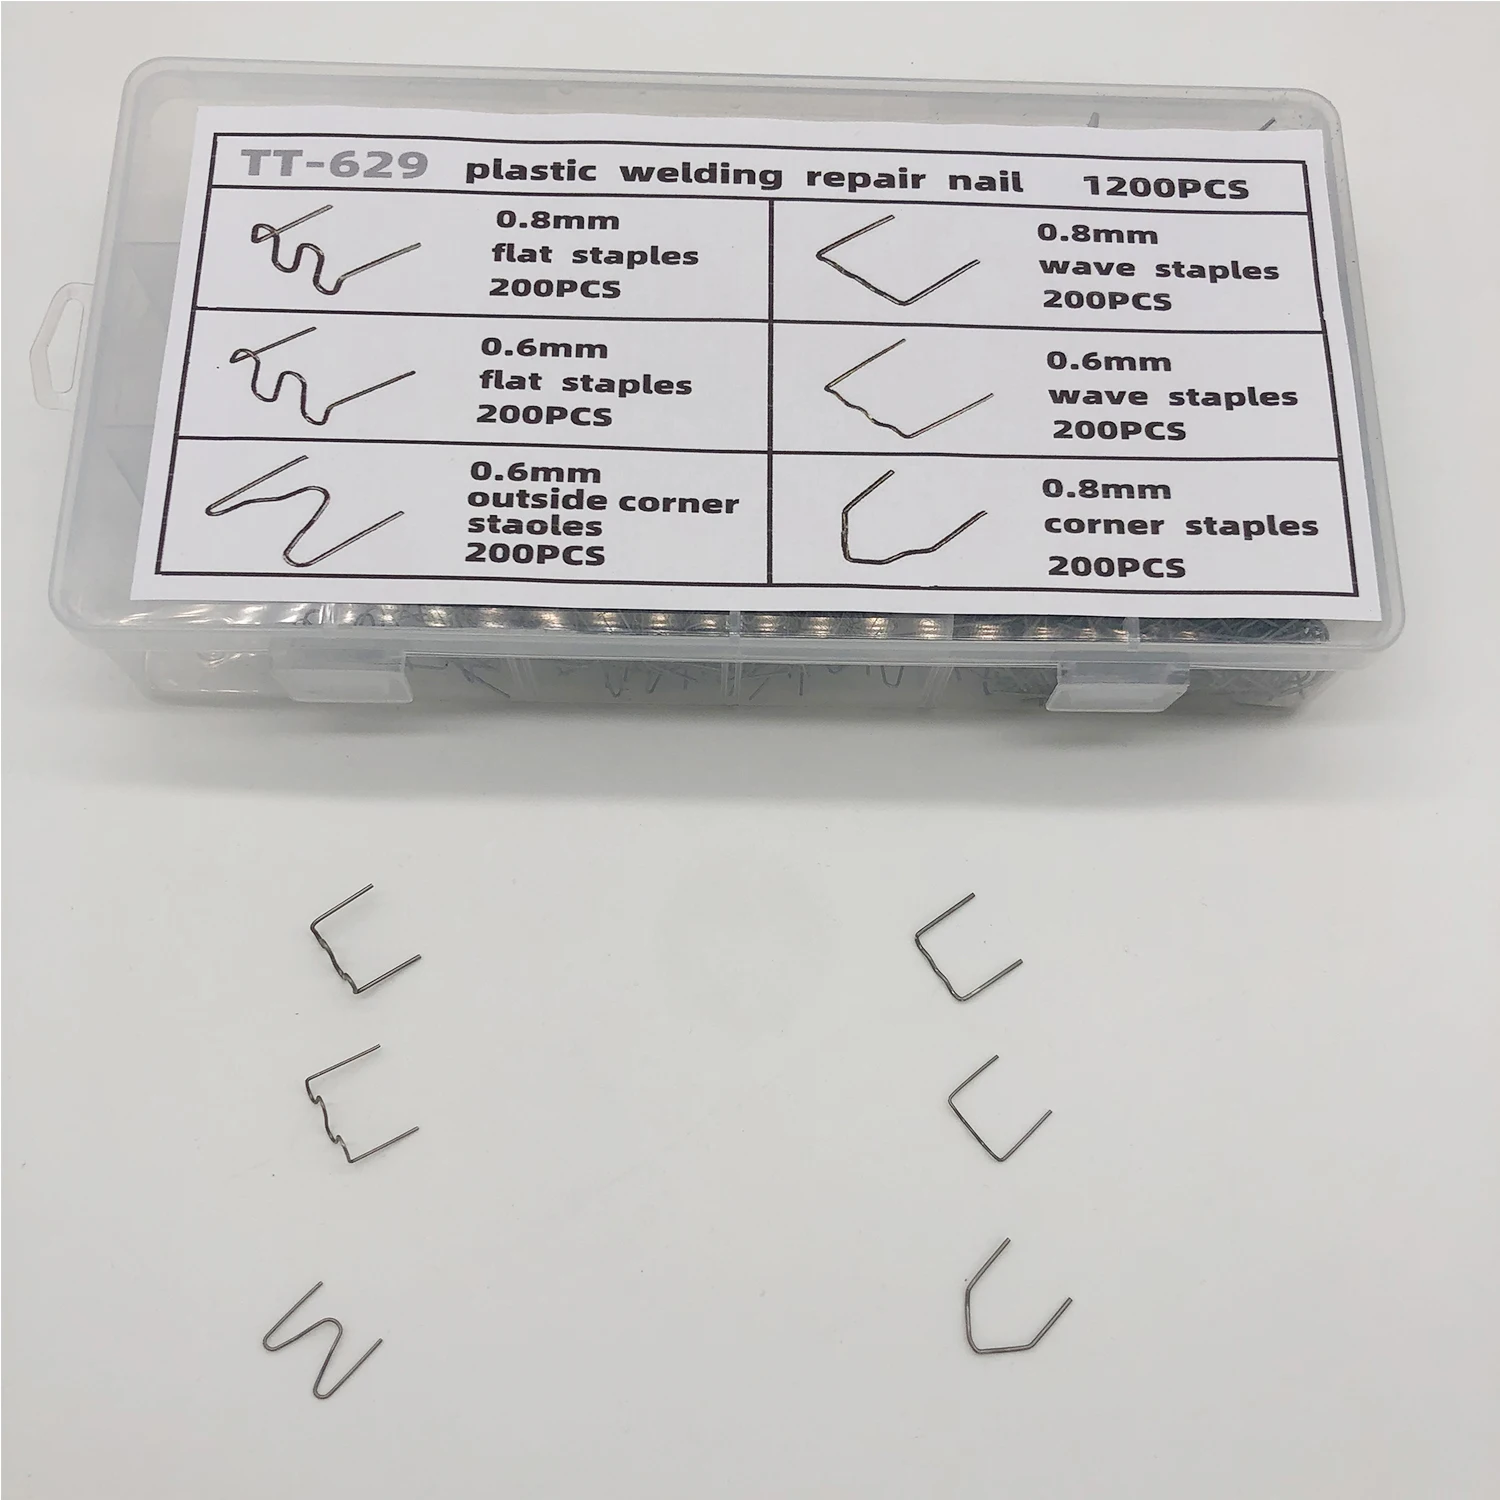 TT-629 plastic welding repair nail 1200PCS
0.8mm
flat staples
200PCS
0.8mm
wave staples
200PCS
0.6mm
flat staples
200PCS
0.6mm
wave staples
200PCS
0.6mm
outside corner
staoles
200PCS
0.8mm
corner staples
200PCS